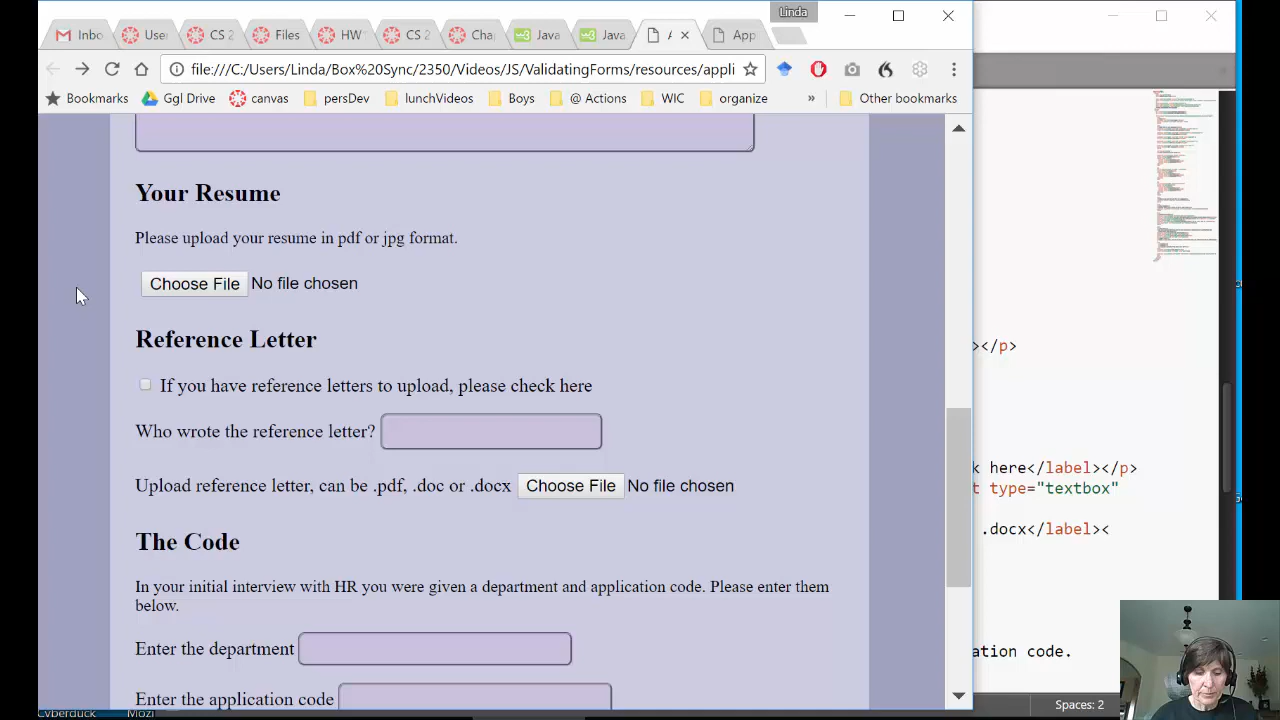 Linda
Inbo
User
CS 2
Files
HW
CS 2
Cha
Java
Java
A
App
file:///C:/Users/Linda/Box%20Sync/2350/Videos/JS/ValidatingForms/resources/appli
Bookmarks
Ggl Drive
canvas
persDev
lunchVideos
Boys
@ Action
WIC
organize
»
Other bookmarks
Your Resume
Please upload your resume in pdf or jpg format.
Choose File No file chosen
></p>
Reference Letter
If you have reference letters to upload, please check here
Who wrote the reference letter?
k here</label></p>
t type="textbox"
Upload reference letter, can be .pdf, .doc or .docx Choose File No file chosen
.docx</label><
The Code
In your initial interview with HR you were given a department and application code. Please enter them
below.
Enter the department
ation code.
Enter the application code
Spaces: 2
Cyberduck
Mozi